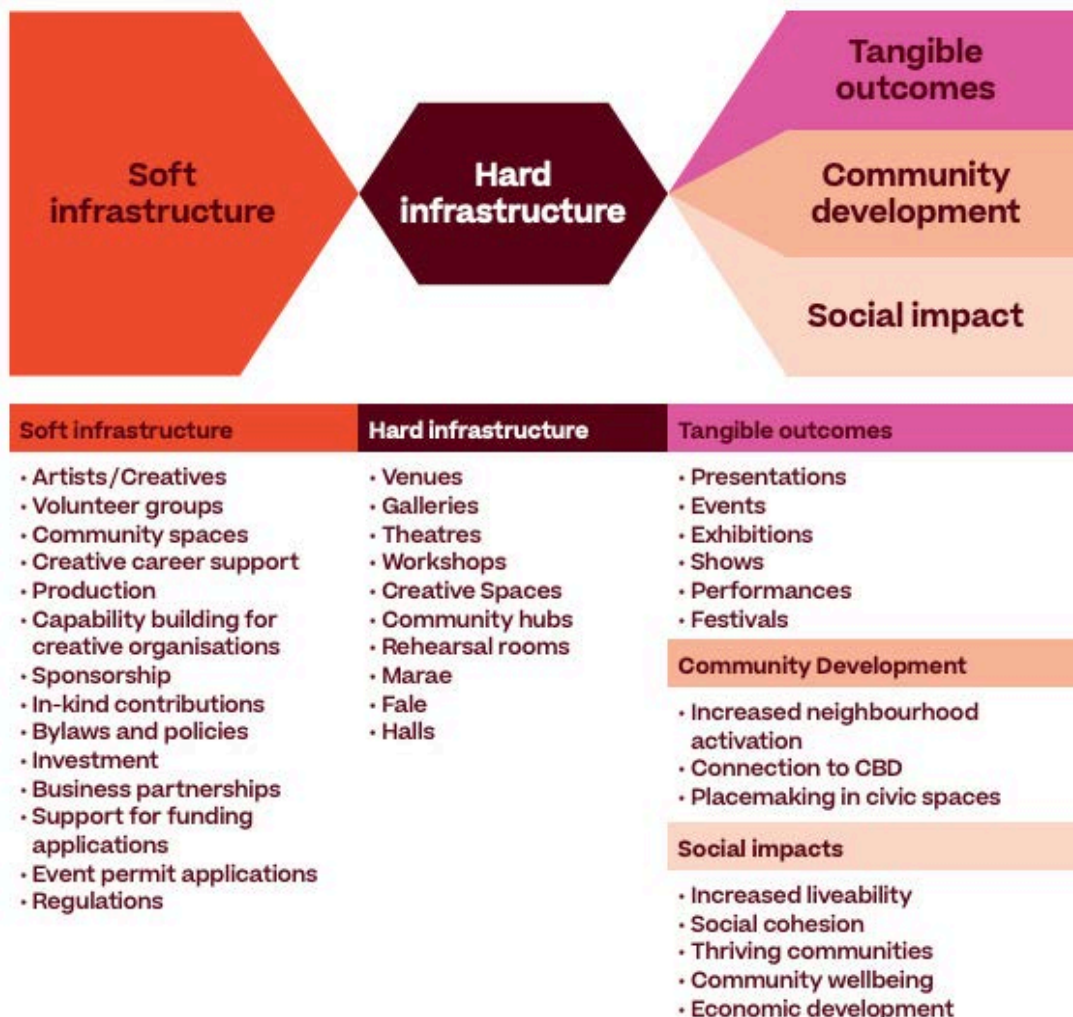 Soft
infrastructure
Hard
infrastructure
Tangible
outcomes
Community
development
Social impact
Soft infrastructure
• Artists/Creatives
• Volunteer groups
• Community spaces
• Creative career support
• Production
• Capability building for
creative organisations
• Sponsorship
• In-kind contributions
• Bylaws and policies
• Investment
• Business partnerships
• Support for funding
applications
• Event permit applications
• Regulations
Hard infrastructure
• Venues
• Galleries
• Theatres
• Workshops
• Creative Spaces
• Community hubs
• Rehearsal rooms
• Marae
• Fale
• Halls
Tangible outcomes
• Presentations
• Events
• Exhibitions
• Shows
• Performances
• Festivals
Community Development
• Increased neighbourhood
activation
• Connection to CBD
• Placemaking in civic spaces
Social impacts
• Increased liveability
• Social cohesion
• Thriving communities
• Community wellbeing
• Economic development